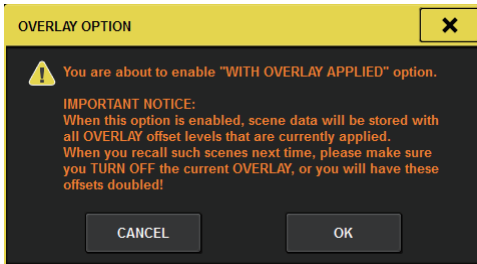 OVERLAY OPTION
You are about to enable "WITH OVERLAY APPLIED" option.
IMPORTANT NOTICE:
When this option is enabled, scene data will be stored with
all OVERLAY offset levels that are currently applied.
When you recall such scenes next time, please make sure
you TURN OFF the current OVERLAY, or you will have these
offsets doubled!
CANCEL
OK